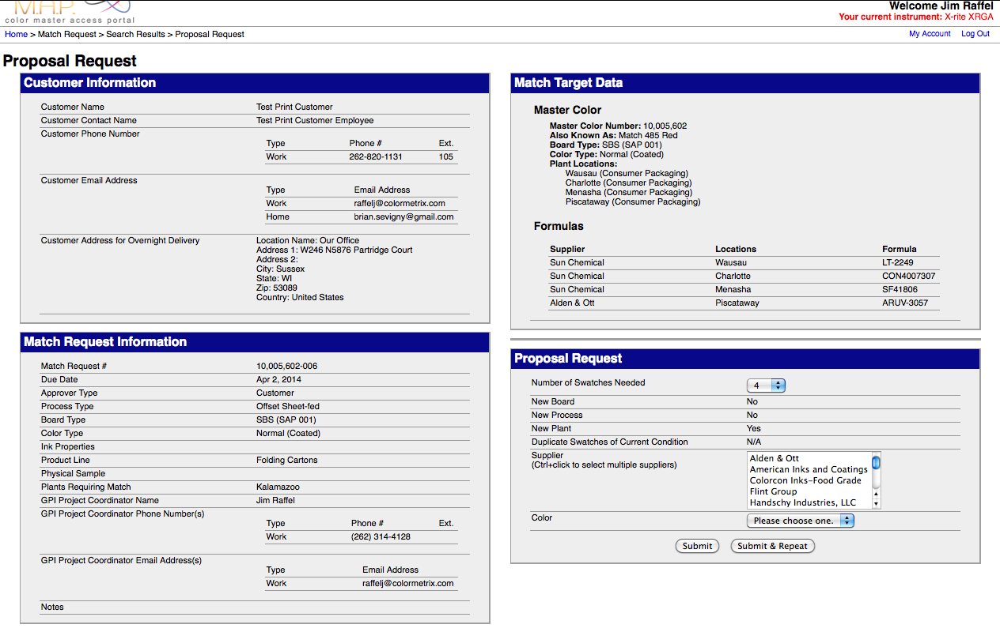 M.A.P.
color master access portal
Welcome Jim Raffel
Your current instrument: X-rite XRGA
Home > Match Request > Search Results > Proposal Request
My Account Log Out
Proposal Request
Customer Information
Customer Name Test Print Customer
Customer Contact Name Test Print Customer Employee
Customer Phone Number
Type Phone # Ext.
Work 262-820-1131 105
Customer Email Address
Type Email Address
Work raffelj@colormetrix.com
Home brian.sevigny@gmail.com
Customer Address for Overnight Delivery Location Name: Our Office
Address 1: W246 N5876 Partridge Court
Address 2:
City: Sussex
State: WI
Zip: 53089
Country: United States
Match Request Information
Match Request # 10,005,602-006
Due Date Apr 2, 2014
Approver Type Customer
Process Type Offset Sheet-fed
Board Type SBS (SAP 001)
Color Type Normal (Coated)
Ink Properties
Product Line Folding Cartons
Physical Sample
Plants Requiring Match Kalamazoo
GPI Project Coordinator Name Jim Raffel
GPI Project Coordinator Phone Number(s)
Type Phone # Ext.
Work (262) 314-4128
GPI Project Coordinator Email Address(s)
Type Email Address
Work raffelj@colormetrix.com
Notes
Match Target Data
Master Color
Master Color Number: 10,005,602
Also Known As: Match 485 Red
Board Type: SBS (SAP 001)
Color Type: Normal (Coated)
Plant Locations:
Wausau (Consumer Packaging)
Charlotte (Consumer Packaging)
Menasha (Consumer Packaging)
Piscataway (Consumer Packaging)
Formulas
Supplier Locations Formula
Sun Chemical Wausau LT-2249
Sun Chemical Charlotte CON4007307
Sun Chemical Menasha SF41806
Alden & Ott Piscataway ARUV-3057
Proposal Request
Number of Swatches Needed 4
New Board No
New Process No
New Plant Yes
Duplicate Swatches of Current Condition N/A
Supplier
(Ctrl+click to select multiple suppliers)
Alden & Ott
American Inks and Coatings
Colorcon Inks-Food Grade
Flint Group
Handschy Industries, LLC
Color Please choose one.
Submit Submit & Repeat